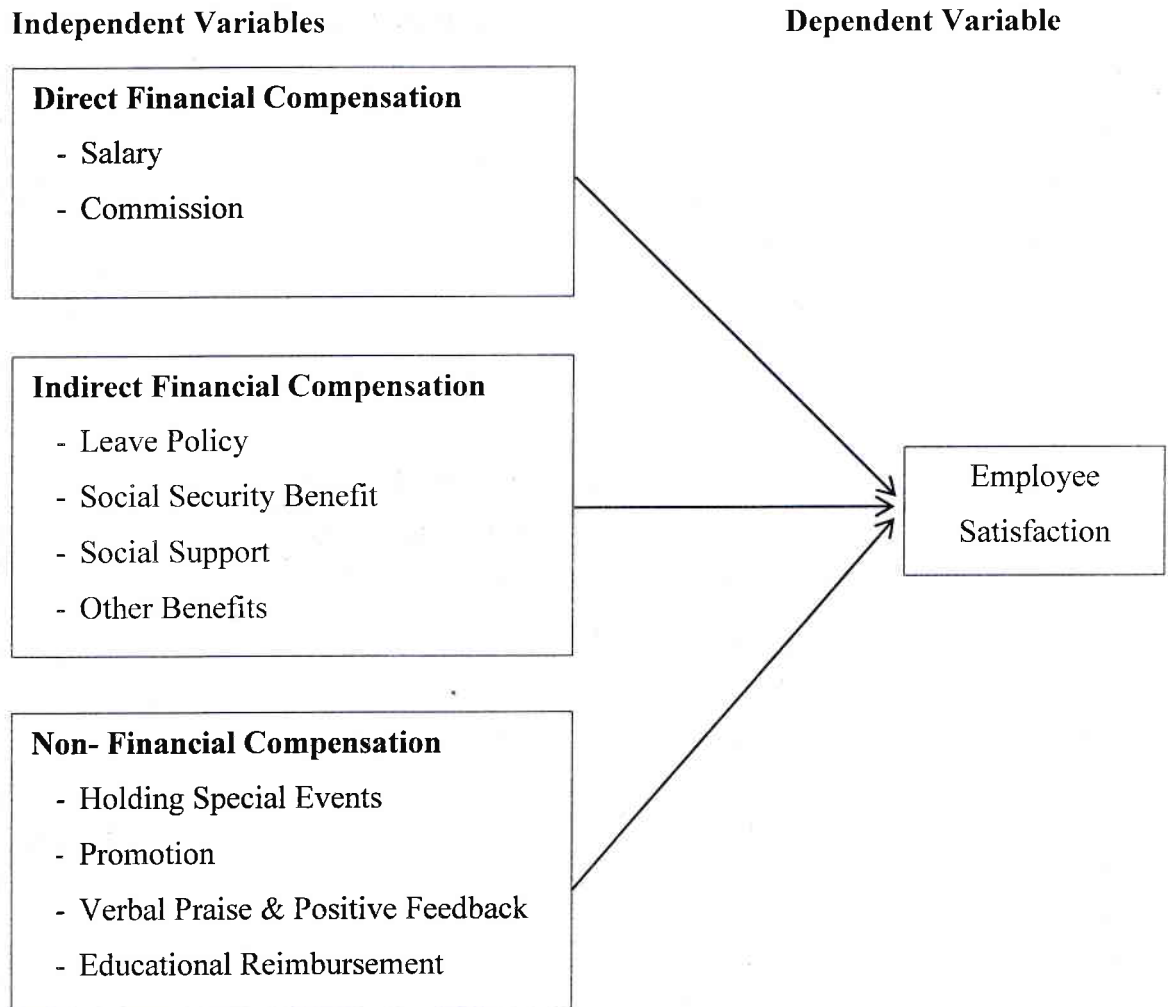 Independent Variables
Dependent Variable
Direct Financial Compensation
- Salary
- Commission
Indirect Financial Compensation
- Leave Policy
- Social Security Benefit
- Social Support
- Other Benefits
Employee
Satisfaction
Non- Financial Compensation
- Holding Special Events
- Promotion
- Verbal Praise & Positive Feedback
- Educational Reimbursement